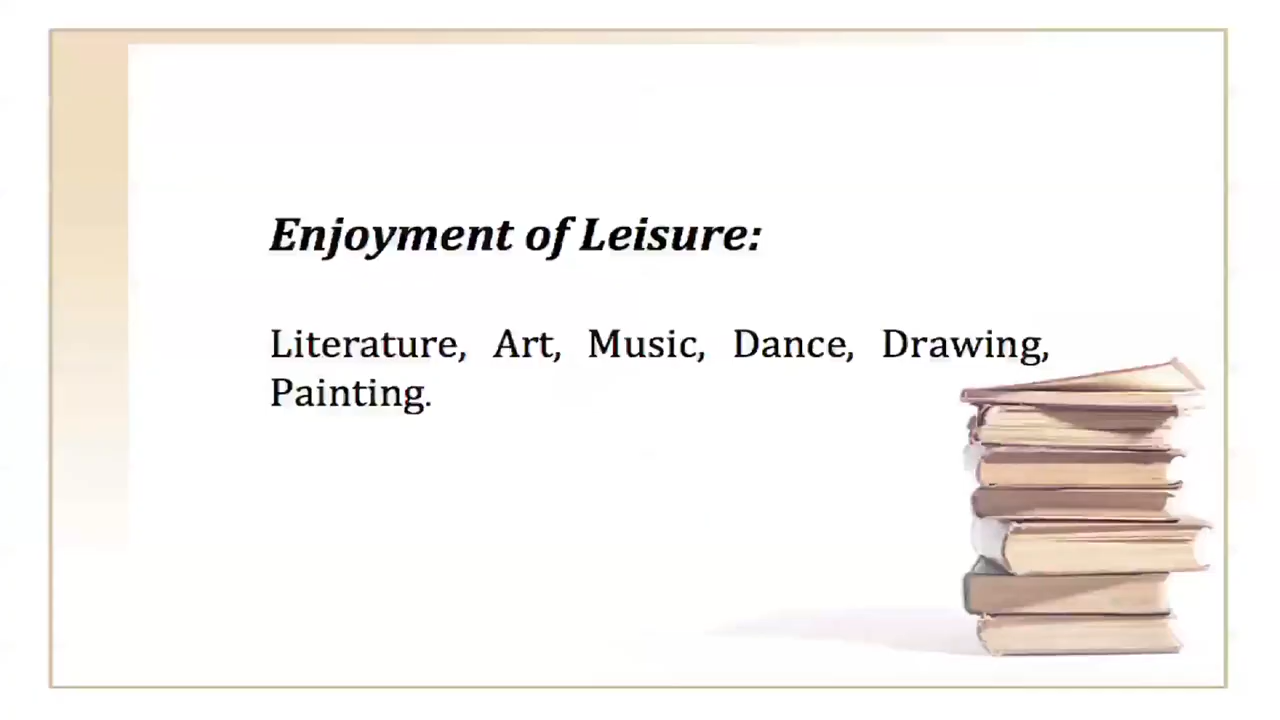 Enjoyment of Leisure:
Literature, Art, Music, Dance, Drawing,
Painting.